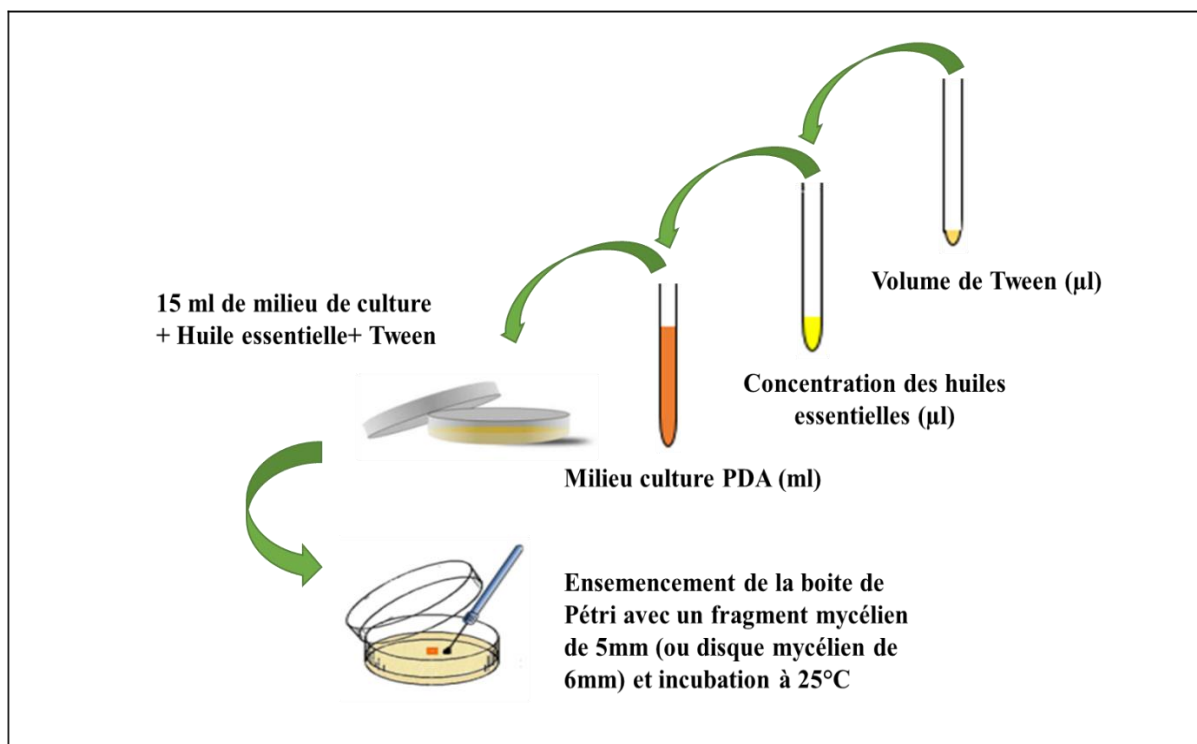 Volume de Tween (µl)
15 ml de milieu de culture
+ Huile essentielle+ Tween
Concentration des huiles
essentielles (µl)
Milieu culture PDA (ml)
Ensemencement de la boite de
Pétri avec un fragment mycélien
de 5mm (ou disque mycélien de
6mm) et incubation à 25°C